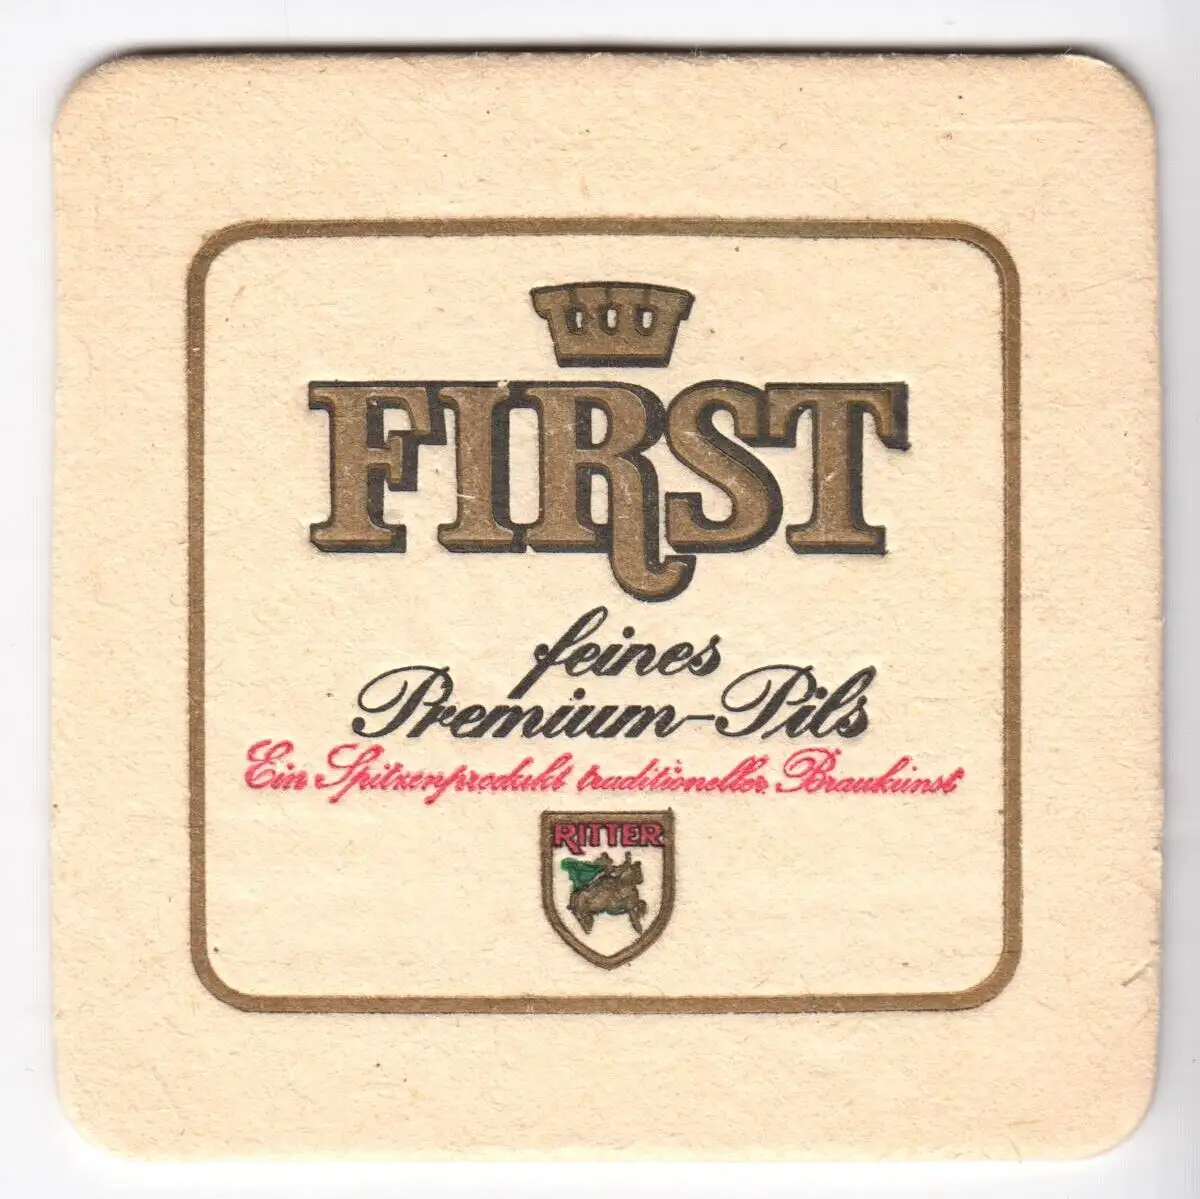 FIRST
feines
Premium-Pils
Ein Spitzenprodukt traditioneller Braukunst
RITTER